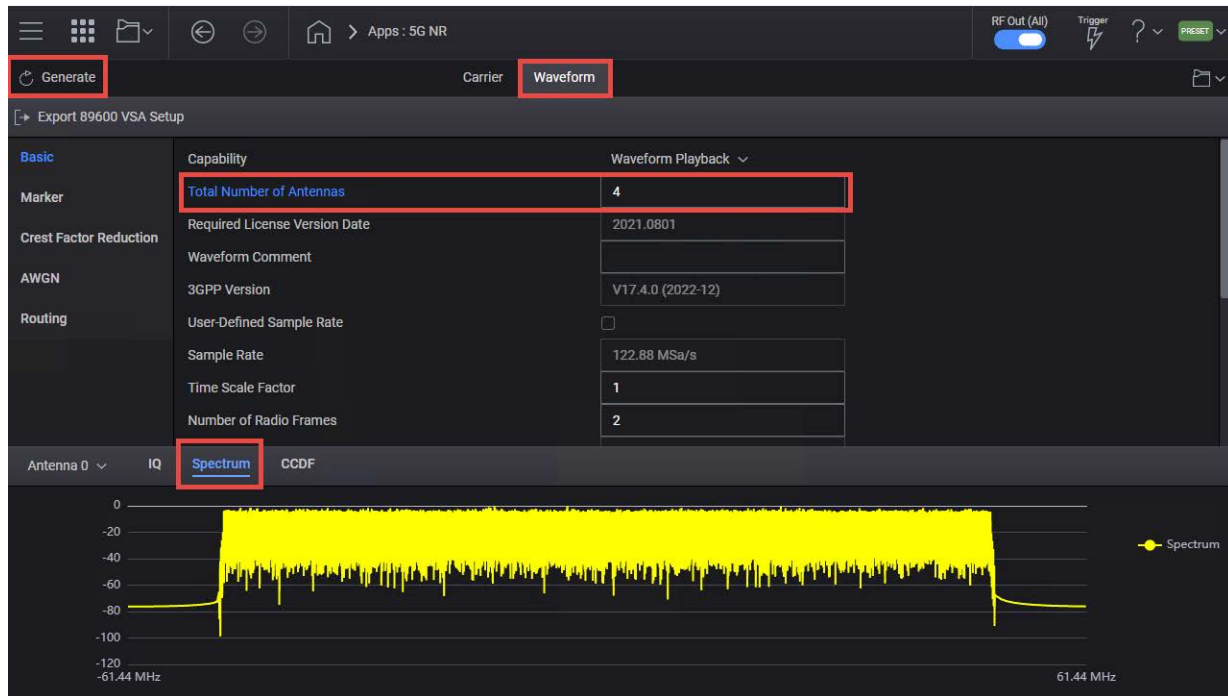 RF Out (All) Trigger
Apps : 5G NR ? PRESET
Generate Carrier Waveform
Export 89600 VSA Setup
Basic Capability Waveform Playback
Marker Total Number of Antennas 4
Required License Version Date 2021.0801
Crest Factor Reduction Waveform Comment
AWGN 3GPP Version V17.4.0 (2022-12)
Routing User-Defined Sample Rate
Sample Rate 122.88 MSa/s
Time Scale Factor 1
Number of Radio Frames 2
Antenna 0 IQ Spectrum CCDF
0
-20
-40
-60
-80
-100
-120
Spectrum
-61.44 MHz 61.44 MHz